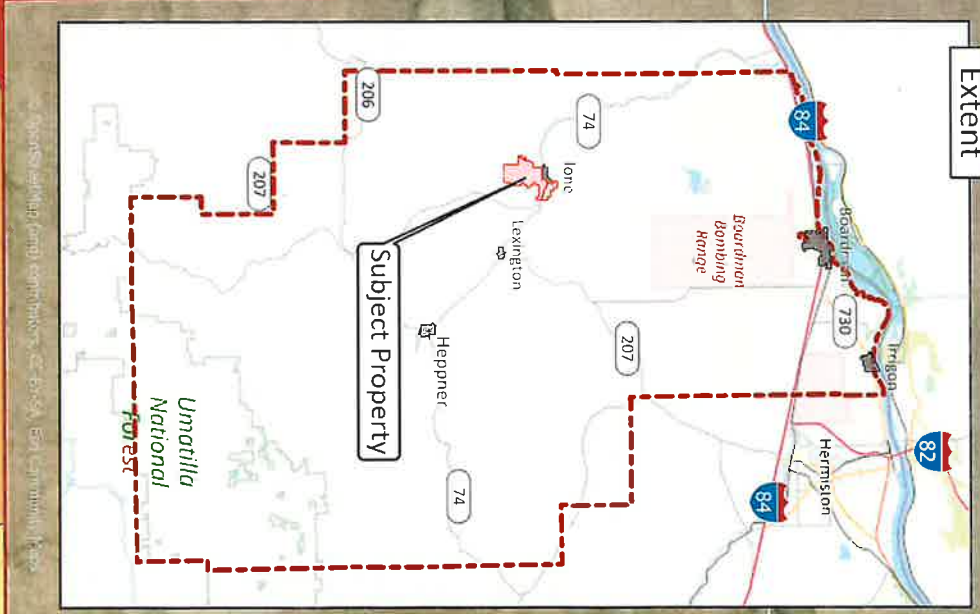 Extent
84
Boardman
730
Irrigon
82
Hermiston
84
Boardman
Bombing
Range
74
Ione
Lexington
207
Heppner
74
206
207
Subject Property
Umatilla
National
Forest